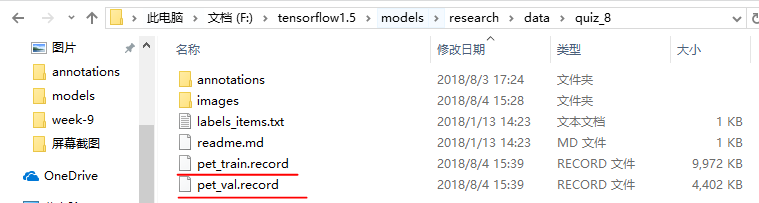 此电脑 > 文档 (F:) > tensorflow1.5 > models > research > data > quiz_8
图片
annotations
models
week-9
屏幕截图
OneDrive
名称 修改日期 类型 大小
annotations 2018/8/3 17:24 文件夹
images 2018/8/4 15:28 文件夹
labels_items.txt 2018/1/13 14:23 文本文档 1 KB
readme.md 2018/1/13 14:23 MD 文件 1 KB
pet_train.record 2018/8/4 15:39 RECORD 文件 9,972 KB
pet_val.record 2018/8/4 15:39 RECORD 文件 4,402 KB